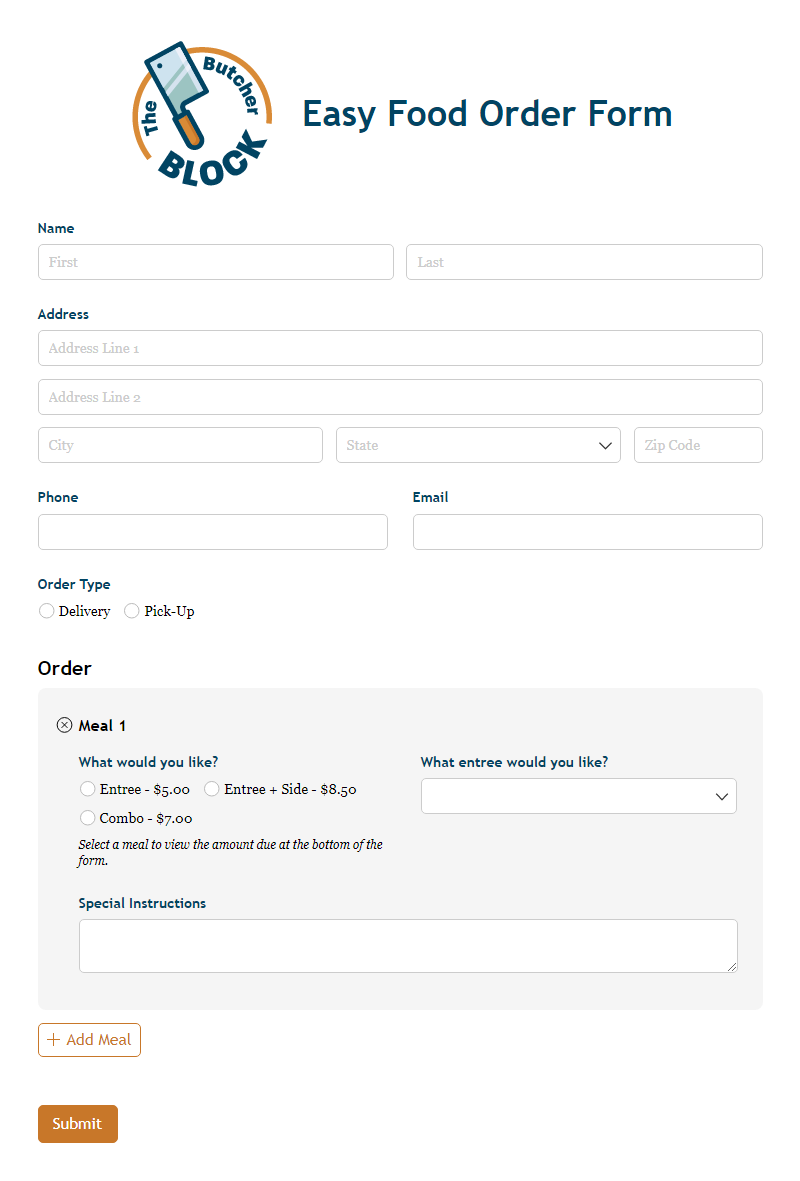 The Butcher
BLOCK
Easy Food Order Form
Name
First Last
Address
Address Line 1
Address Line 2
City State Zip Code
Phone Email
Order Type
Delivery Pick-Up
Order
Meal 1
What would you like? What entree would you like?
Entree - $5.00 Entree + Side - $8.50
Combo - $7.00
Select a meal to view the amount due at the bottom of the
form.
Special Instructions
+ Add Meal
Submit